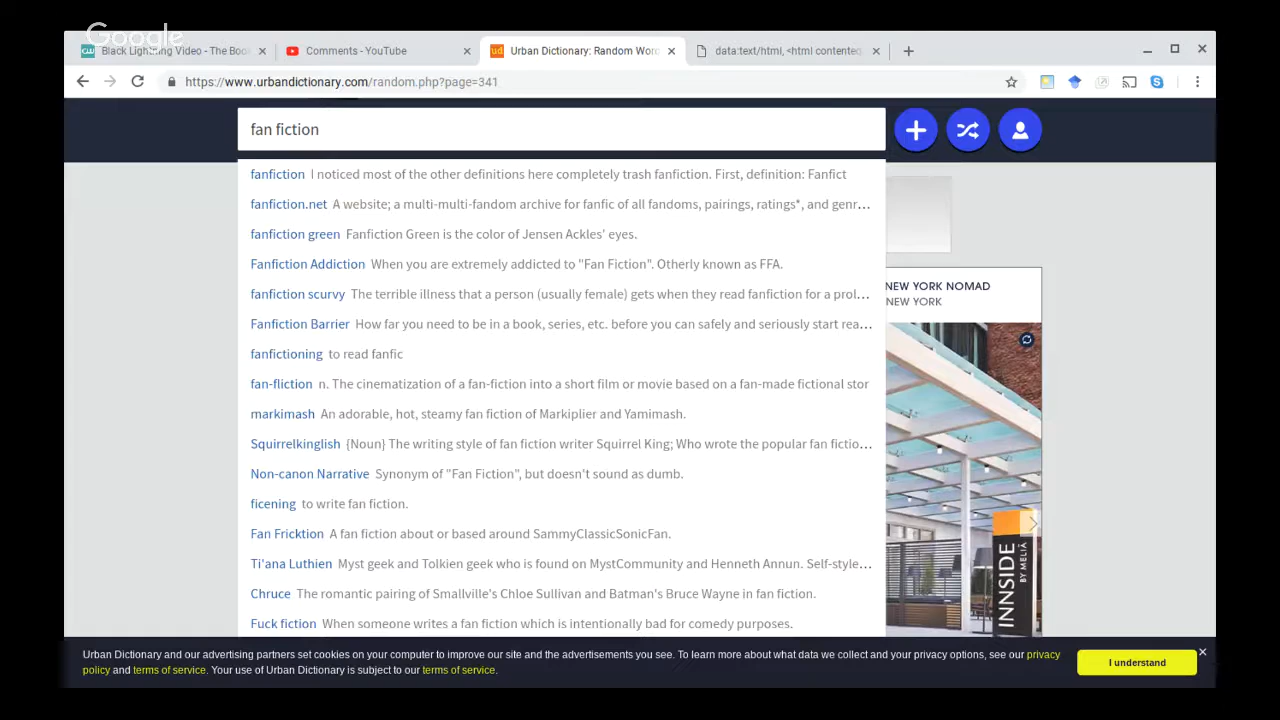 Google
Black Lightning Video - The Boo
Comments - YouTube
ud
Urban Dictionary: Random Word
data:text/html, <html contented
https://www.urbandictionary.com/random.php?page=341
fan fiction
fanfiction I noticed most of the other definitions here completely trash fanfiction. First, definition: Fanfict
fanfiction.net A website; a multi-multi-fandom archive for fanfic of all fandoms, pairings, ratings*, and genr...
fanfiction green Fanfiction Green is the color of Jensen Ackles' eyes.
Fanfiction Addiction When you are extremely addicted to "Fan Fiction". Otherly known as FFA.
fanfiction scurvy The terrible illness that a person (usually female) gets when they read fanfiction for a prol...
Fanfiction Barrier How far you need to be in a book, series, etc. before you can safely and seriously start rea...
fanfictioning to read fanfic
fan-fliction n. The cinematization of a fan-fiction into a short film or movie based on a fan-made fictional stor
markimash An adorable, hot, steamy fan fiction of Markiplier and Yamimash.
Squirrelkinglish {Noun} The writing style of fan fiction writer Squirrel King; Who wrote the popular fan fictio...
Non-canon Narrative Synonym of "Fan Fiction", but doesn't sound as dumb.
ficening to write fan fiction.
Fan Fricktion A fan fiction about or based around SammyClassicSonicFan.
Ti'ana Luthien Myst geek and Tolkien geek who is found on MystCommunity and Henneth Annun. Self-style...
Chruce The romantic pairing of Smallville's Chloe Sullivan and Batman's Bruce Wayne in fan fiction.
Fuck fiction When someone writes a fan fiction which is intentionally bad for comedy purposes.
NEW YORK NOMAD
NEW YORK
INNSIDE
BY MELIÁ
Urban Dictionary and our advertising partners set cookies on your computer to improve our site and the advertisements you see. To learn more about what data we collect and your privacy options, see our privacy
policy and terms of service. Your use of Urban Dictionary is subject to our terms of service.
I understand